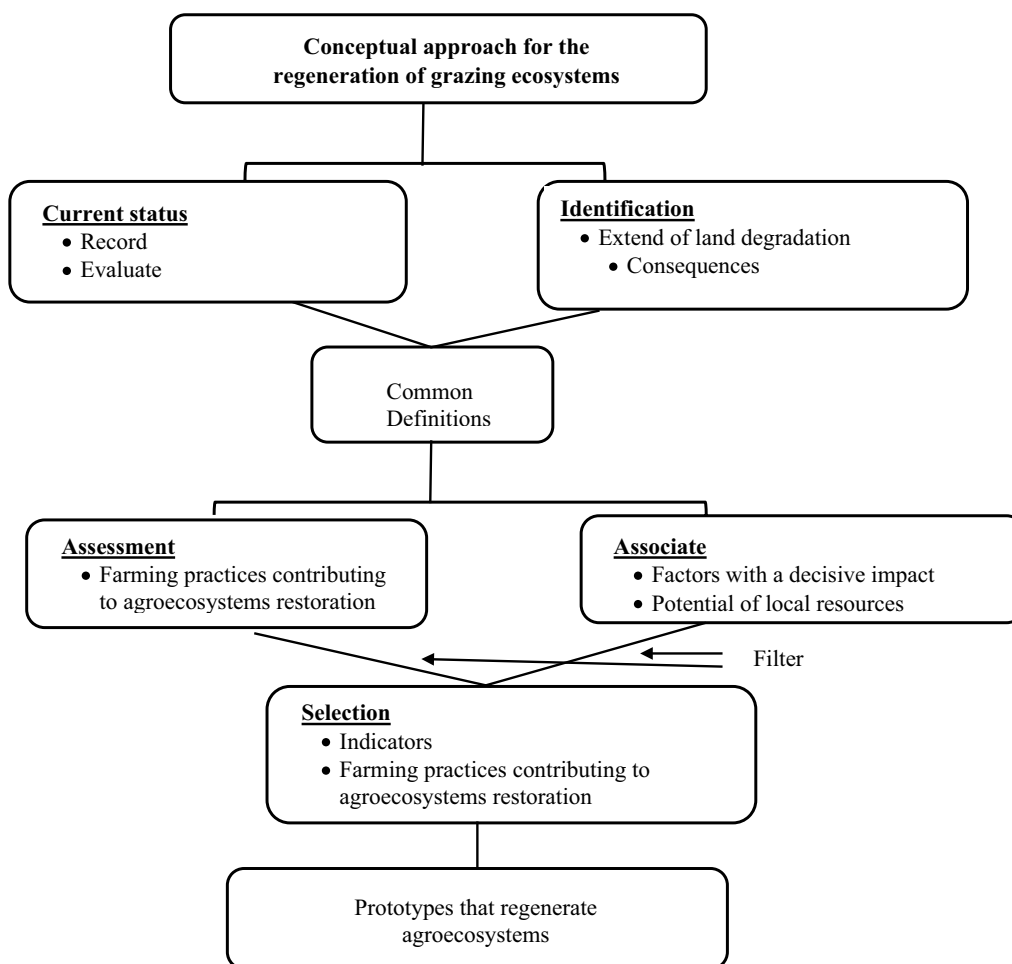 Conceptual approach for the
regeneration of grazing ecosystems
Current status
• Record
• Evaluate
Identification
• Extend of land degradation
• Consequences
Common
Definitions
Assessment
• Farming practices contributing
to agroecosystems restoration
Associate
• Factors with a decisive impact
• Potential of local resources
Filter
Selection
• Indicators
• Farming practices contributing to
agroecosystems restoration
Prototypes that regenerate
agroecosystems